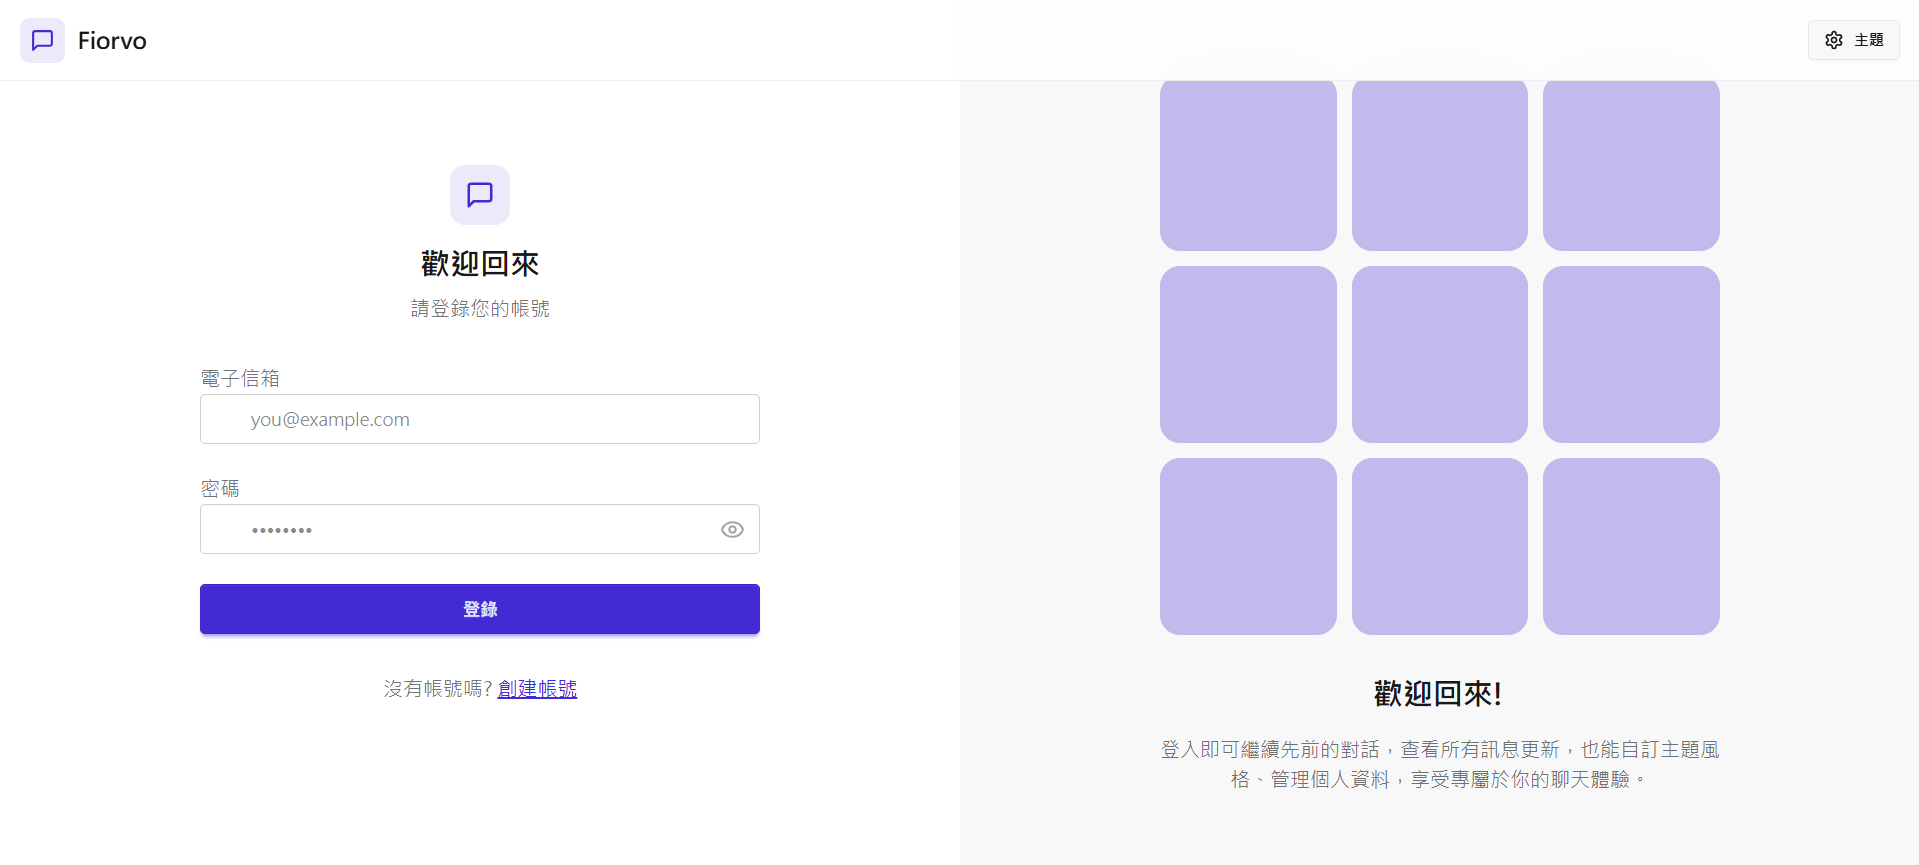 Fiorvo
主題
歡迎回來
請登錄您的帳號
電子信箱
you@example.com
密碼
••••••••
登錄
沒有帳號嗎? 創建帳號
歡迎回來!
登入即可繼續先前的對話，查看所有訊息更新，也能自訂主題風
格、管理個人資料，享受專屬於你的聊天體驗。